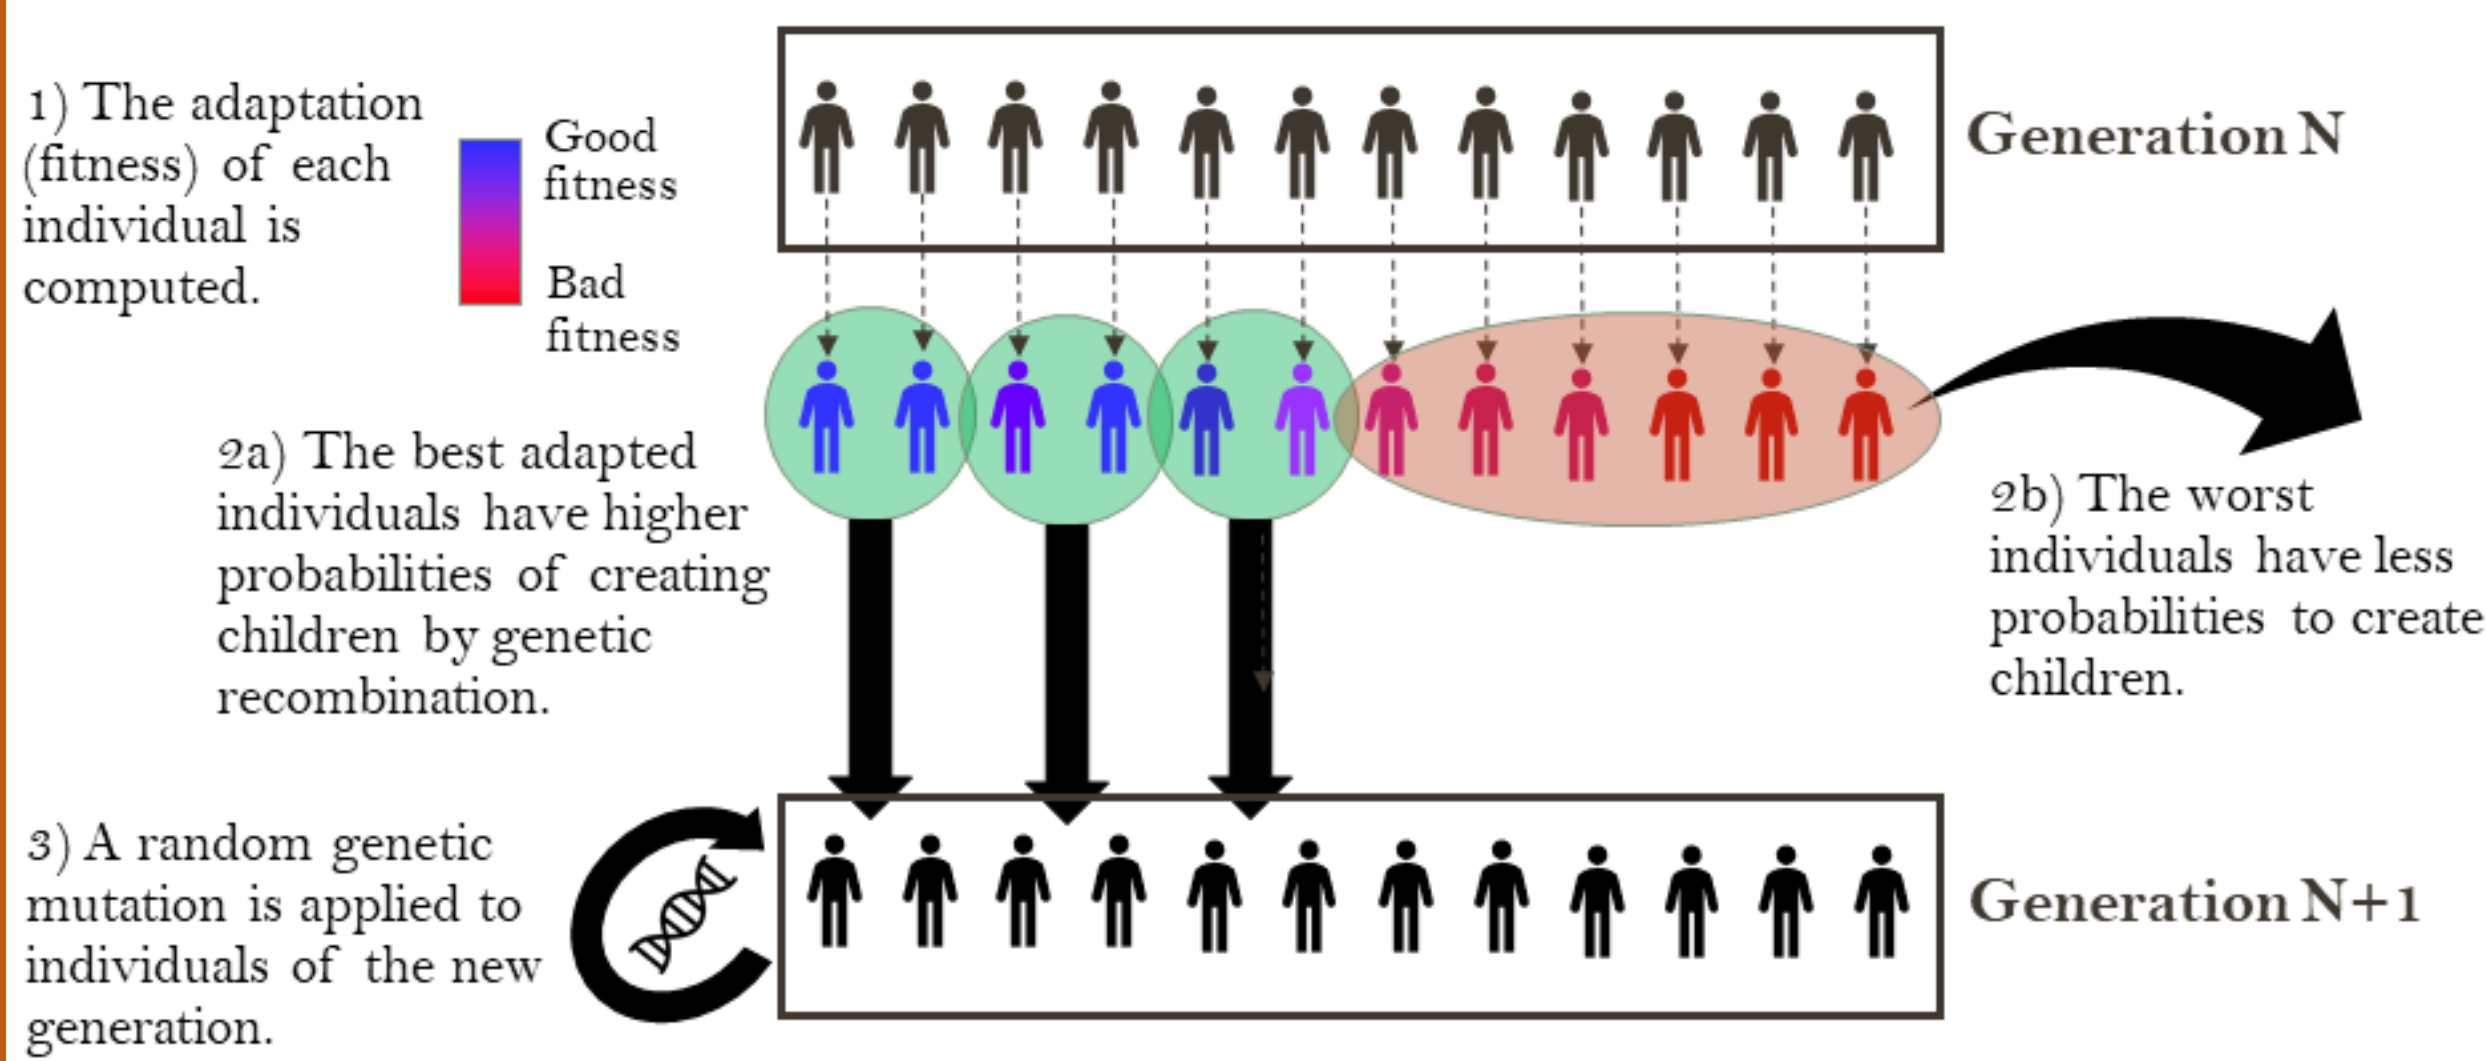 1) The adaptation
(fitness) of each
individual is
computed.
Good
fitness
Bad
fitness
Generation N
2a) The best adapted
individuals have higher
probabilities of creating
children by genetic
recombination.
2b) The worst
individuals have less
probabilities to create
children.
3) A random genetic
mutation is applied to
individuals of the new
generation.
Generation N+1